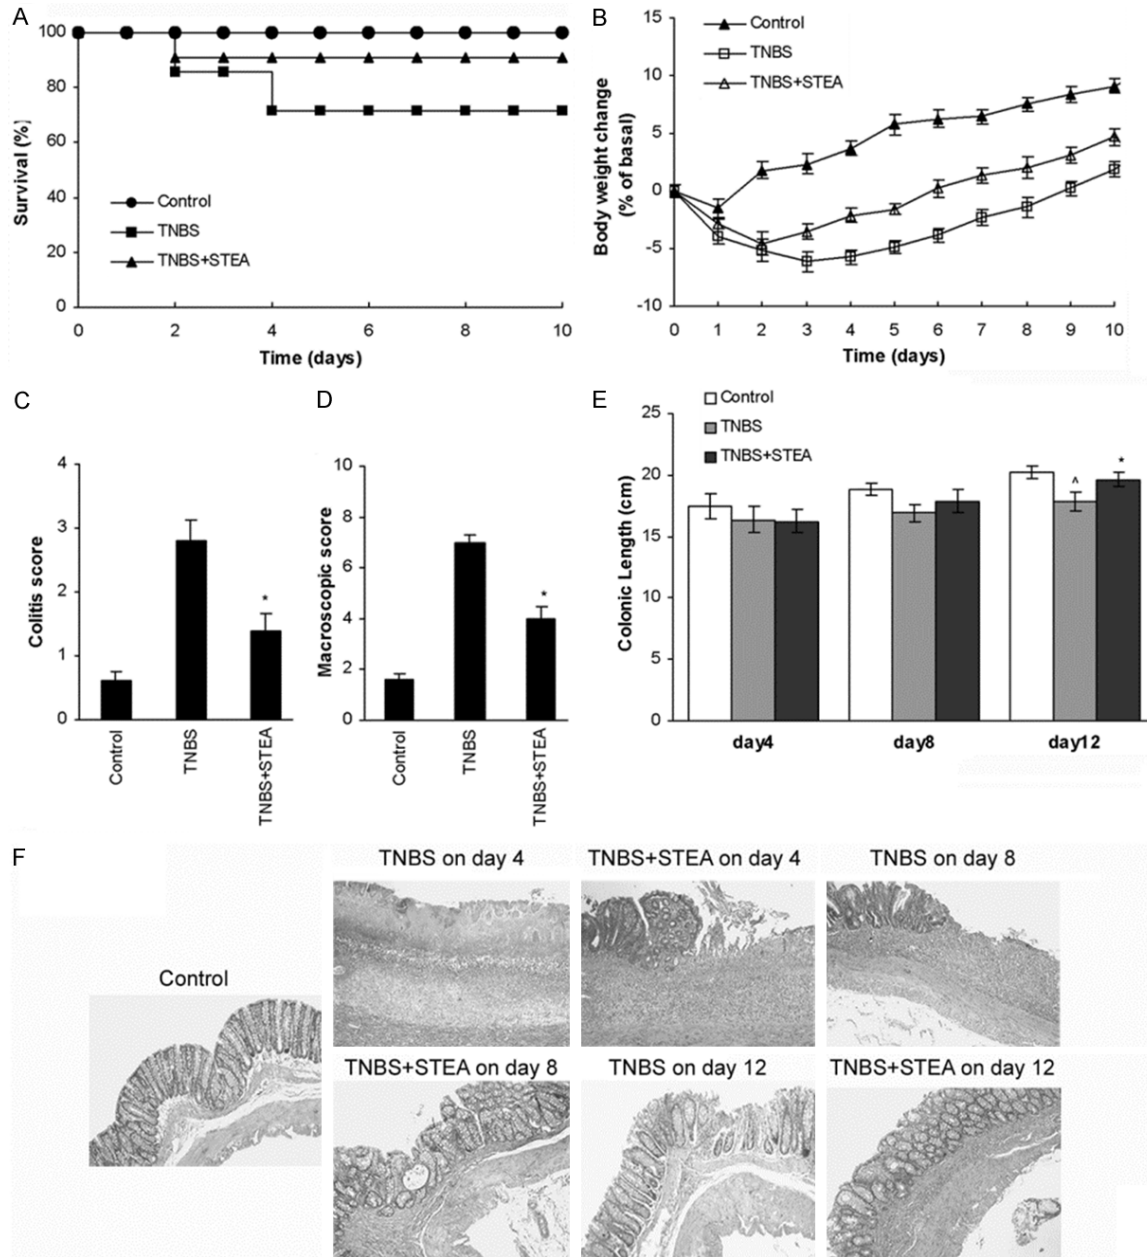 A
100
80
60
40
20
0
Survival (%)
Control
TNBS
TNBS+STEA
0 2 4 6 8 10
Time (days)
B
15
10
5
0
-5
-10
Body weight change
(% of basal)
Control
TNBS
TNBS+STEA
0 1 2 3 4 5 6 7 8 9 10
Time (days)
C
4
3
2
1
0
Colitis score
*
Control
TNBS
TNBS+STEA
D
10
8
6
4
2
0
Macroscopic score
*
Control
TNBS
TNBS+STEA
E
25
20
15
10
5
0
Colonic Length (cm)
Control
TNBS
TNBS+STEA
^ *
day4 day8 day12
F
Control
TNBS on day 4
TNBS+STEA on day 4
TNBS on day 8
TNBS+STEA on day 8
TNBS on day 12
TNBS+STEA on day 12